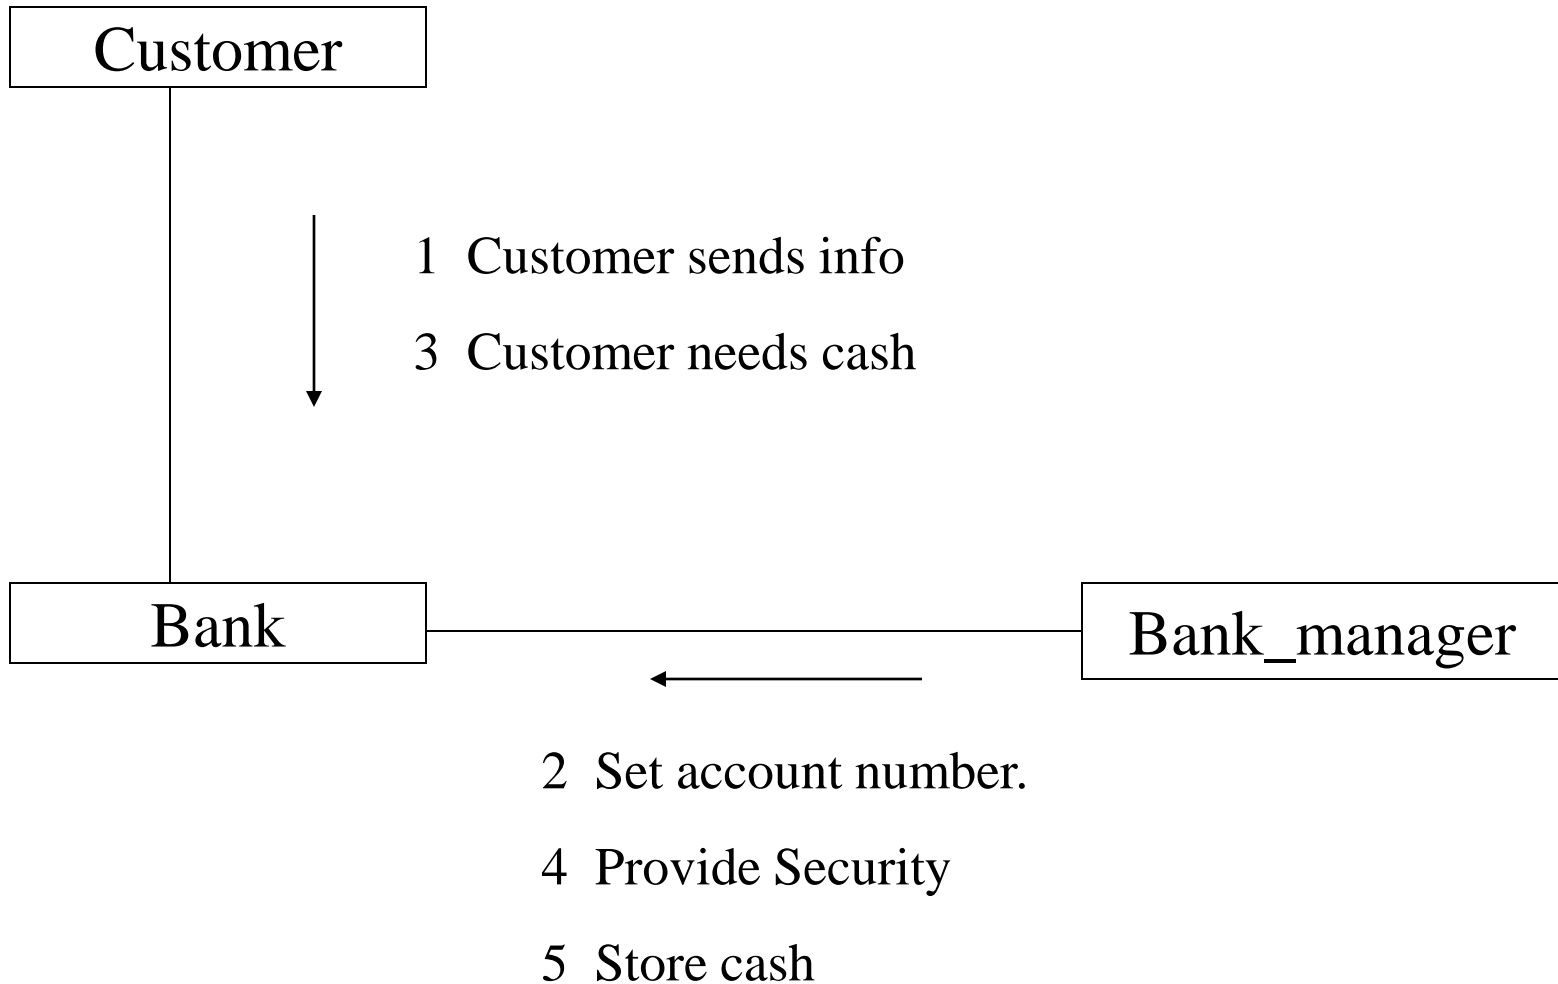 Customer
1 Customer sends info
3 Customer needs cash
Bank
Bank_manager
2 Set account number.
4 Provide Security
5 Store cash